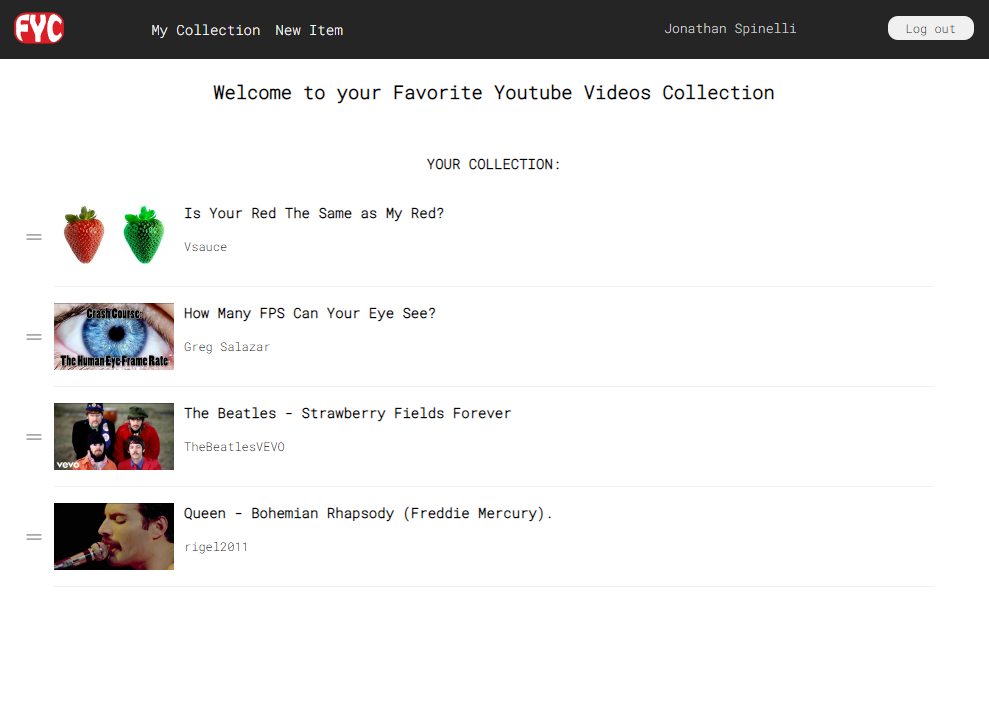 FYC
My Collection New Item
Jonathan Spinelli
Log out
Welcome to your Favorite Youtube Videos Collection
YOUR COLLECTION:
Is Your Red The Same as My Red?
Vsauce
Crash Course:
The Human Eye Frame Rate
How Many FPS Can Your Eye See?
Greg Salazar
vevo
The Beatles - Strawberry Fields Forever
TheBeatlesVEVO
Queen - Bohemian Rhapsody (Freddie Mercury).
rigel2011